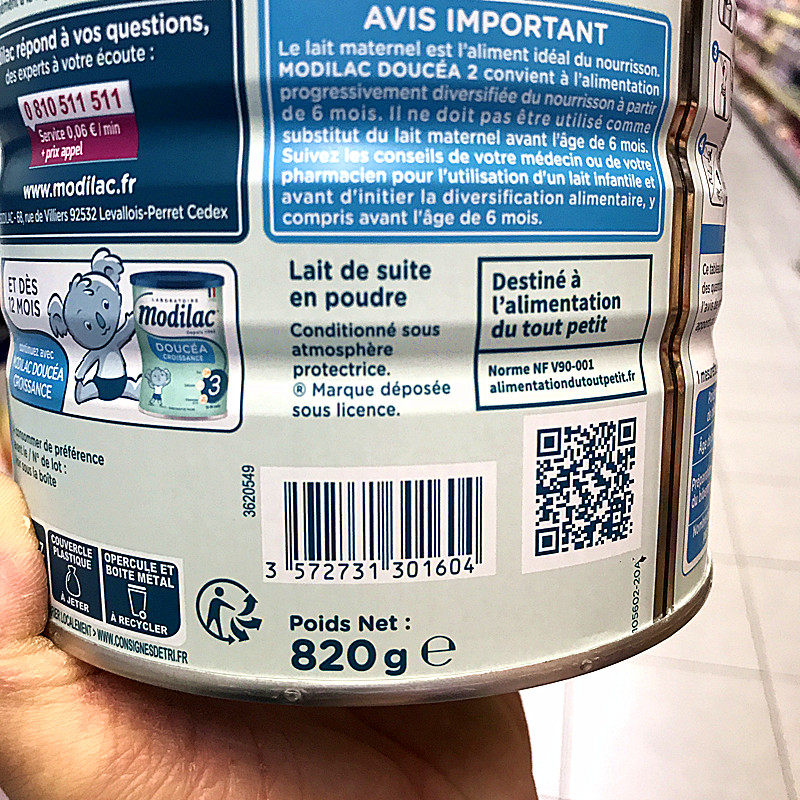 ilac répond à vos questions,
des experts à votre écoute :
0 810 511 511
Service 0,06 € / min
+ prix appel
www.modilac.fr
68, rue de Villiers 92532 Levallois-Perret Cedex
AVIS IMPORTANT
Le lait maternel est l'aliment idéal du nourrisson.
MODILAC DOUCÉA 2 convient à l'alimentation
progressivement diversifiée du nourrisson à partir
de 6 mois. Il ne doit pas être utilisé comme
substitut du lait maternel avant l'âge de 6 mois.
Suivez les conseils de votre médecin ou de votre
pharmacien pour l'utilisation d'un lait infantile et
avant d'initier la diversification alimentaire, y
compris avant l'âge de 6 mois.
ET DÈS
12 MOIS
continuez avec
MODILAC DOUCÉA
CROISSANCE
LABORATOIRE
modilac
Depuis
DOUCÉA
CROISSANCE
3
Lait de suite
en poudre
Conditionné sous
atmosphère
protectrice.
® Marque déposée
sous licence.
Destiné à
l'alimentation
du tout petit
Norme NF V90-001
alimentationdutoutpetit.fr
consommer de préférence
le / N° de lot :
sous la boîte
3620549
3 572731 301604
105602-20A
COUVERCLE
PLASTIQUE
À JETER
OPERCULE ET
BOITE MÉTAL
À RECYCLER
LOCALEMENT > WWW.CONSIGNESDETRI.FR
Poids Net :
820 g e
Ce tableau